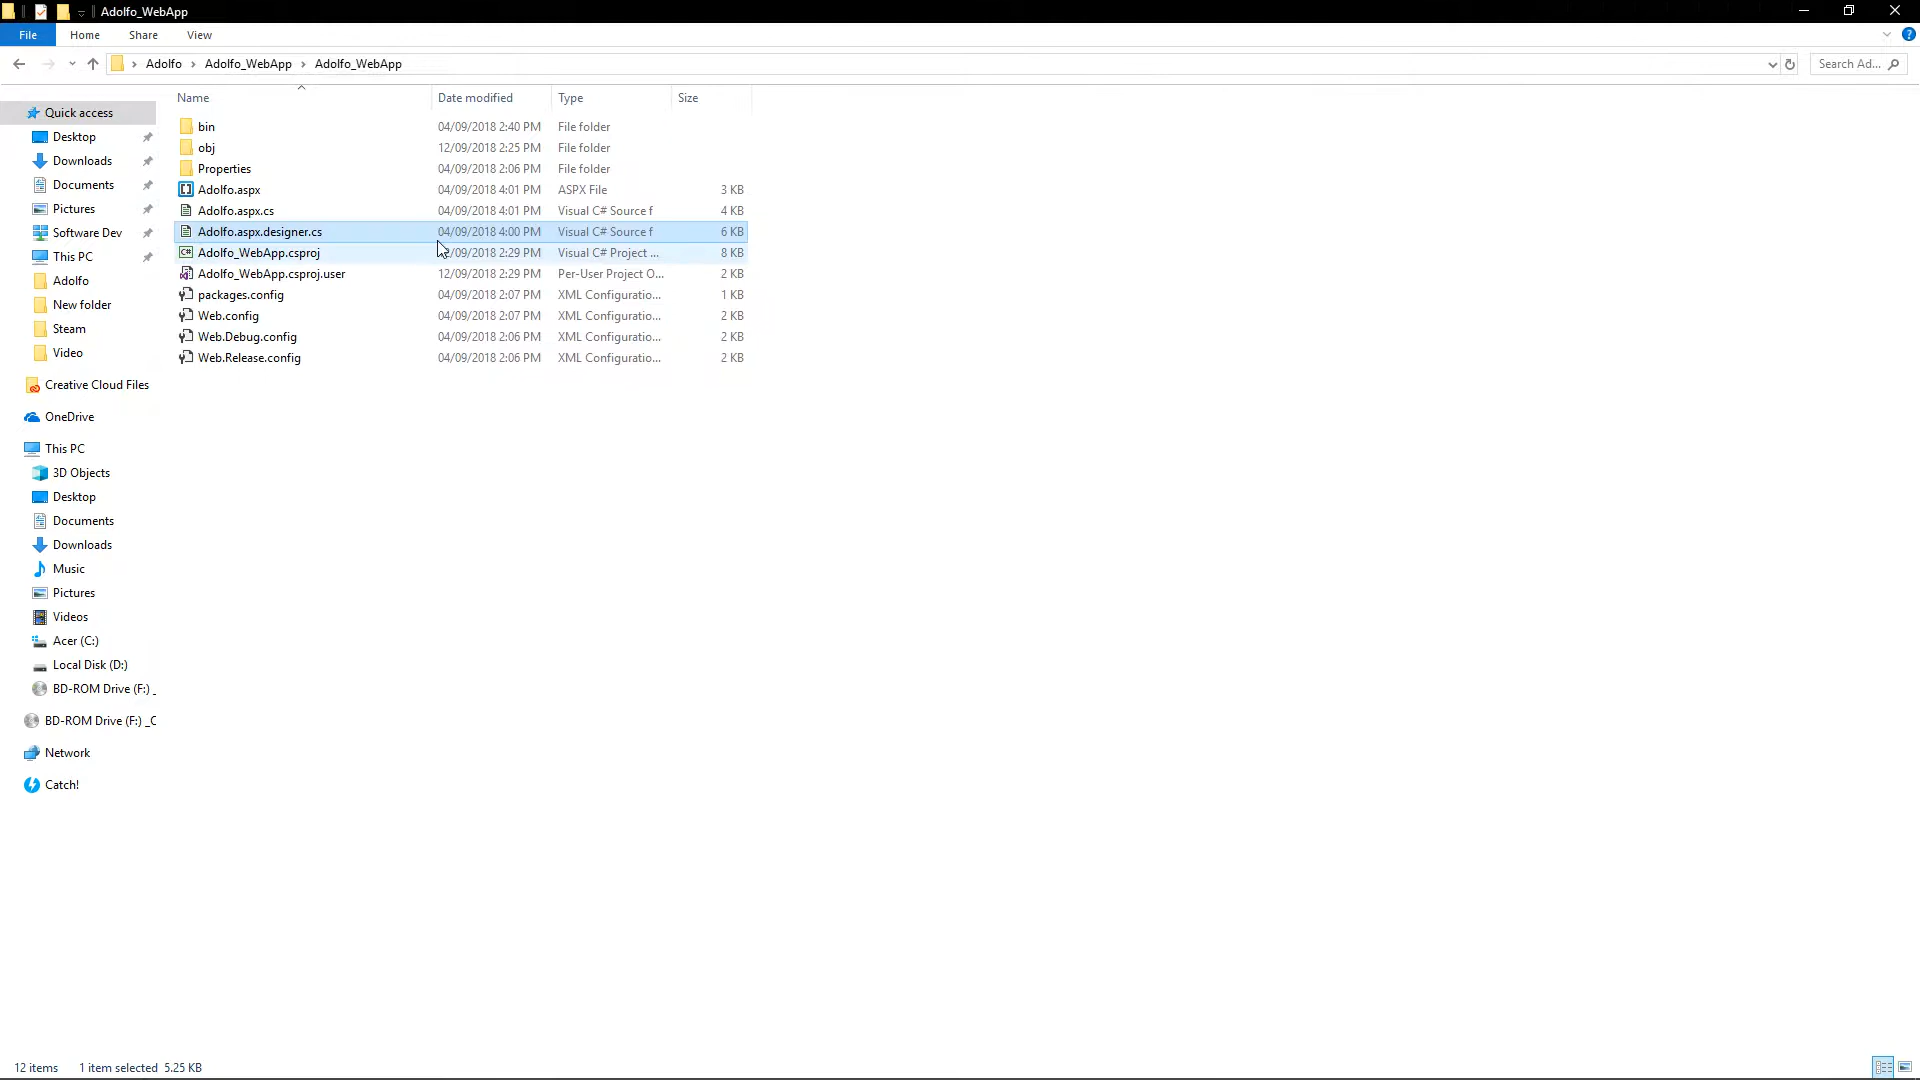 Adolfo_WebApp
File Home Share View
Adolfo Adolfo_WebApp Adolfo_WebApp Search Ad...
Name Date modified Type Size
Quick access
Desktop
Downloads
Documents
Pictures
Software Dev
This PC
Adolfo
New folder
Steam
Video
Creative Cloud Files
OneDrive
This PC
3D Objects
Desktop
Documents
Downloads
Music
Pictures
Videos
Acer (C:)
Local Disk (D:)
BD-ROM Drive (F:) _
BD-ROM Drive (F:) _C
Network
Catch!
bin 04/09/2018 2:40 PM File folder
obj 12/09/2018 2:25 PM File folder
Properties 04/09/2018 2:06 PM File folder
Adolfo.aspx 04/09/2018 4:01 PM ASPX File 3 KB
Adolfo.aspx.cs 04/09/2018 4:01 PM Visual C# Source f 4 KB
Adolfo.aspx.designer.cs 04/09/2018 4:00 PM Visual C# Source f 6 KB
Adolfo_WebApp.csproj 2/09/2018 2:29 PM Visual C# Project ... 8 KB
Adolfo_WebApp.csproj.user 12/09/2018 2:29 PM Per-User Project O... 2 KB
packages.config 04/09/2018 2:07 PM XML Configuratio... 1 KB
Web.config 04/09/2018 2:07 PM XML Configuratio... 2 KB
Web.Debug.config 04/09/2018 2:06 PM XML Configuratio... 2 KB
Web.Release.config 04/09/2018 2:06 PM XML Configuratio... 2 KB
12 items 1 item selected 5.25 KB